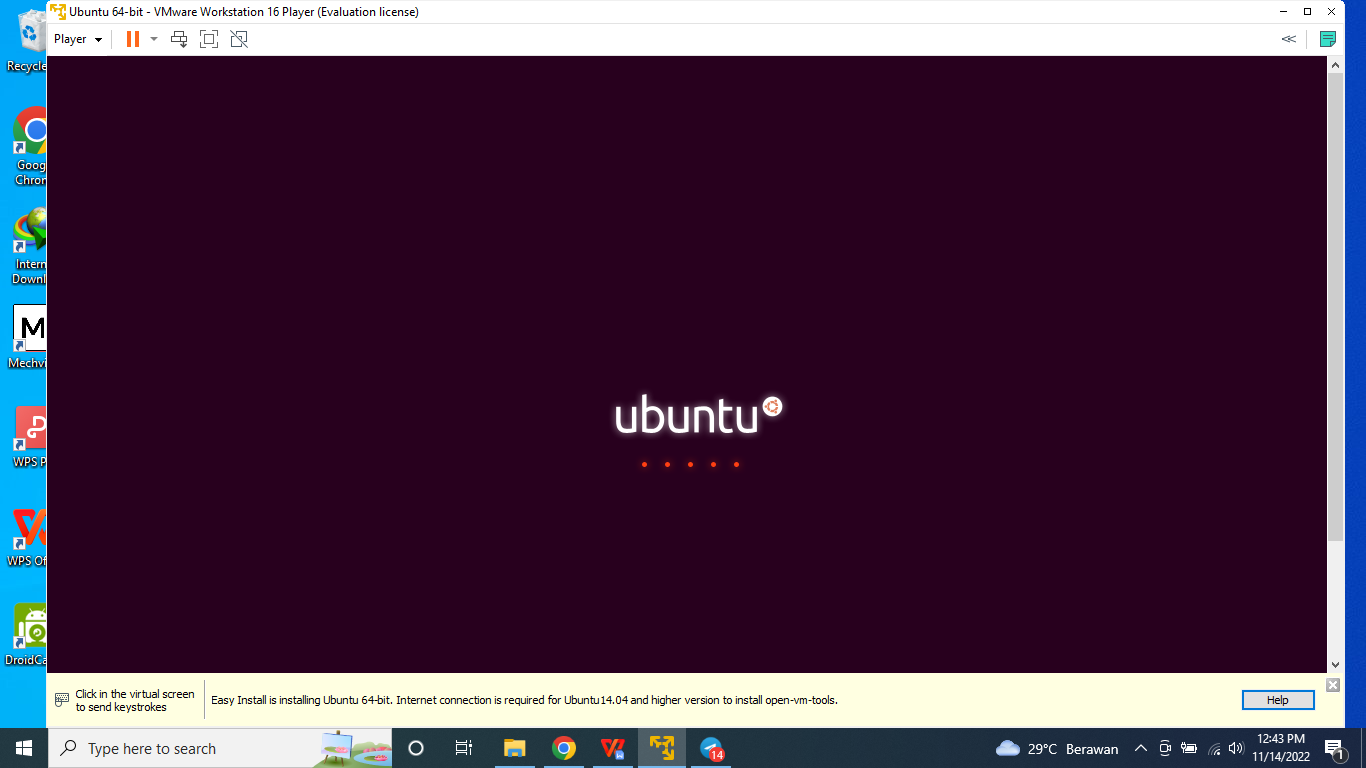 Ubuntu 64-bit - VMware Workstation 16 Player (Evaluation license)
Player
Recycle
Goog
Chron
Intern
Downl
Mechvi
WPS P
WPS Of
DroidCa
ubuntu
Click in the virtual screen
to send keystrokes
Easy Install is installing Ubuntu 64-bit. Internet connection is required for Ubuntu14.04 and higher version to install open-vm-tools.
Help
Type here to search
14
29°C Berawan
12:43 PM
11/14/2022
1